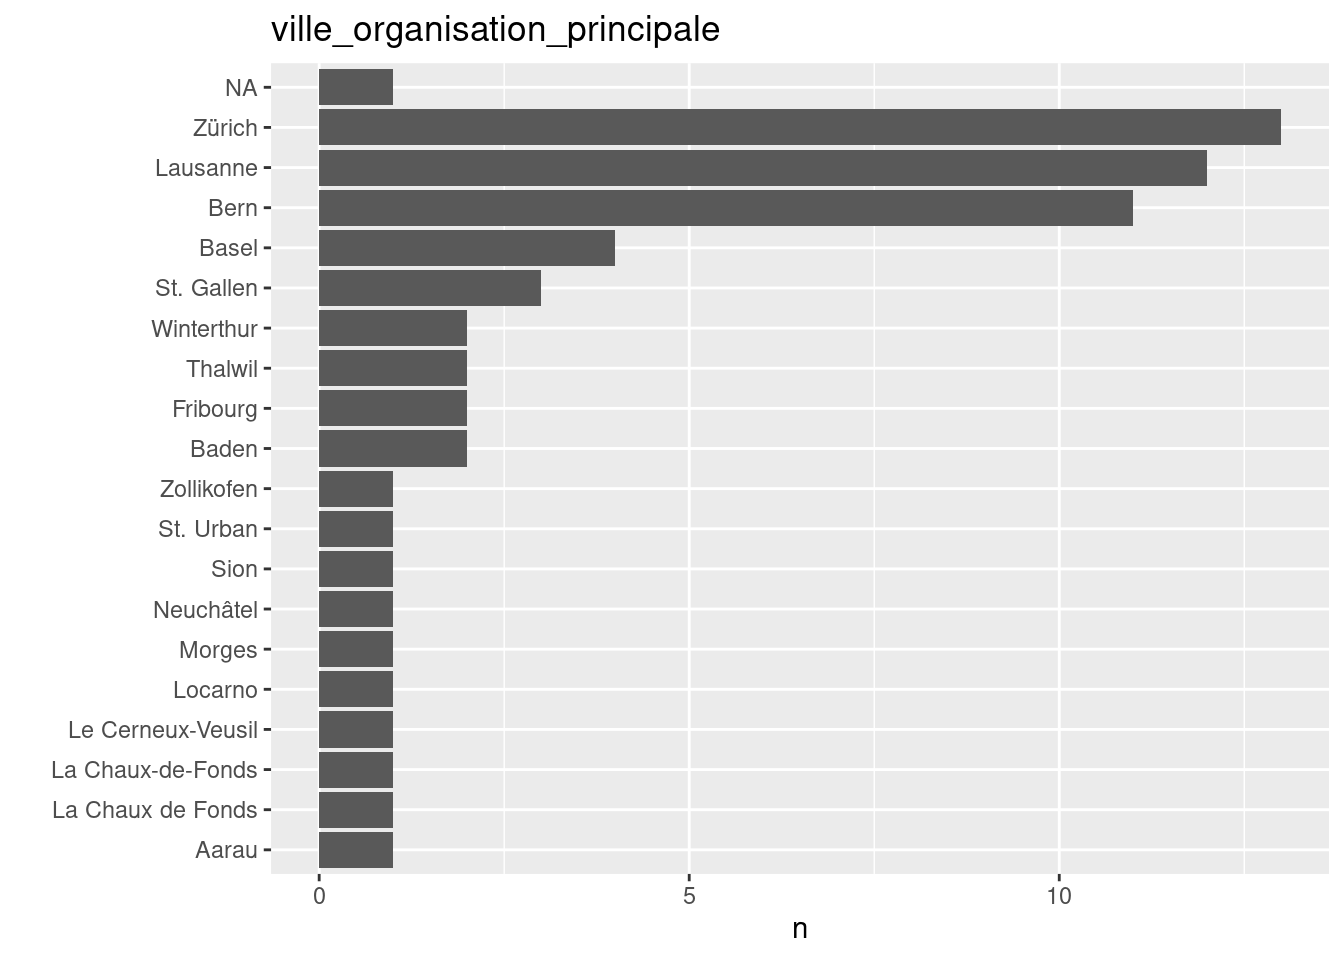 ville_organisation_principale
NA
Zürich
Lausanne
Bern
Basel
St. Gallen
Winterthur
Thalwil
Fribourg
Baden
Zollikofen
St. Urban
Sion
Neuchâtel
Morges
Locarno
Le Cerneux-Veusil
La Chaux-de-Fonds
La Chaux de Fonds
Aarau
0 5 10
n